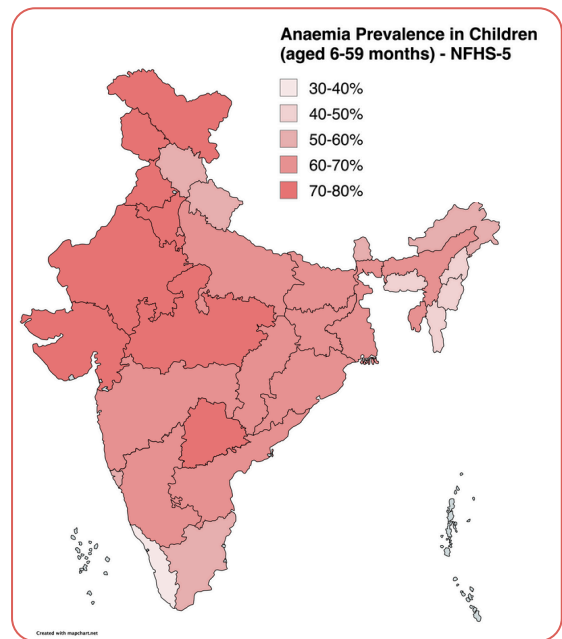 Anaemia Prevalence in Children
(aged 6-59 months) - NFHS-5
30-40%
40-50%
50-60%
60-70%
70-80%
Created with mapchart.net